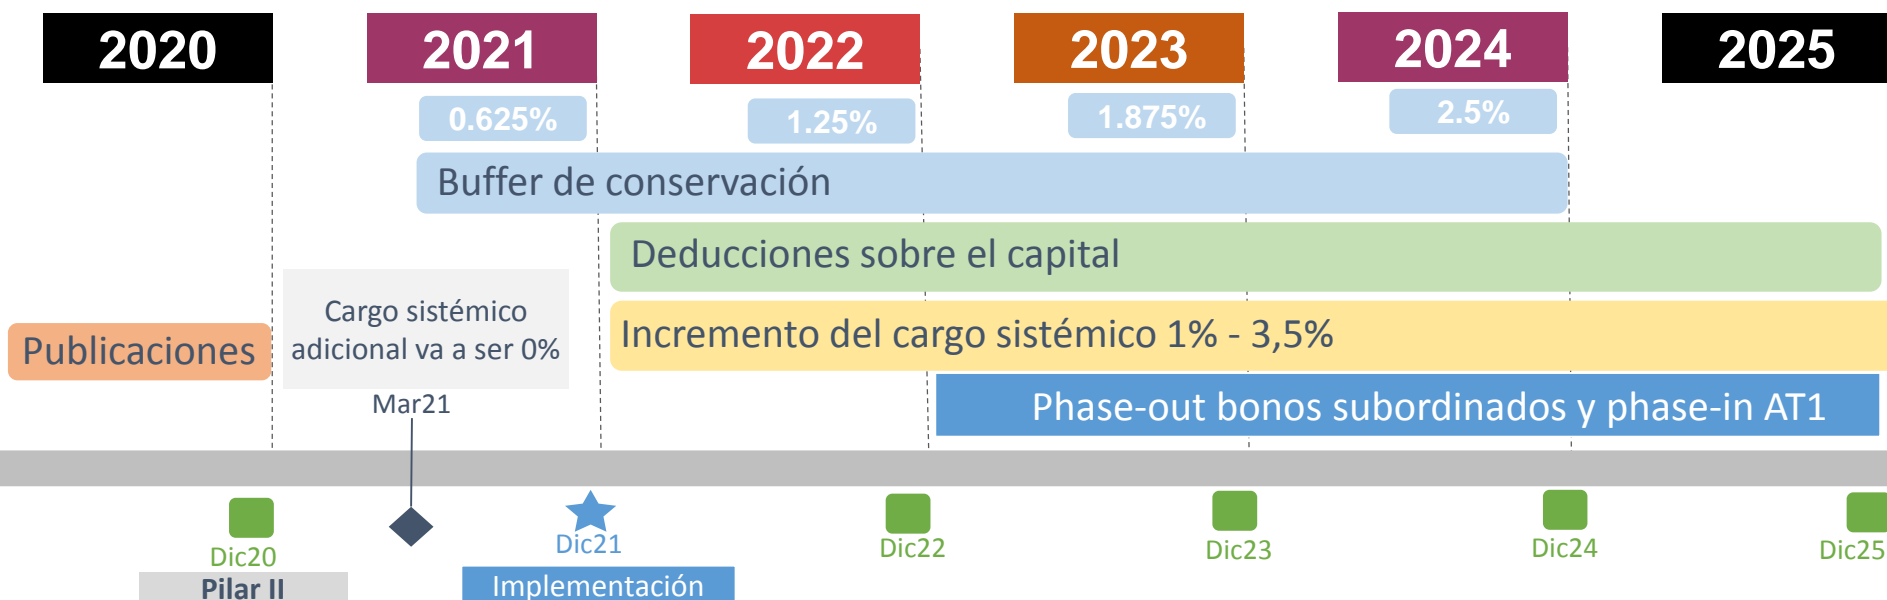 2020
2021
2022
2023
2024
2025
0.625%
1.25%
1.875%
2.5%
Buffer de conservación
Deducciones sobre el capital
Cargo sistémico
adicional va a ser 0%
Incremento del cargo sistémico 1% - 3,5%
Publicaciones
Mar21
Phase-out bonos subordinados y phase-in AT1
Dic20
Dic21
Dic22
Dic23
Dic24
Dic25
Pilar II
Implementación